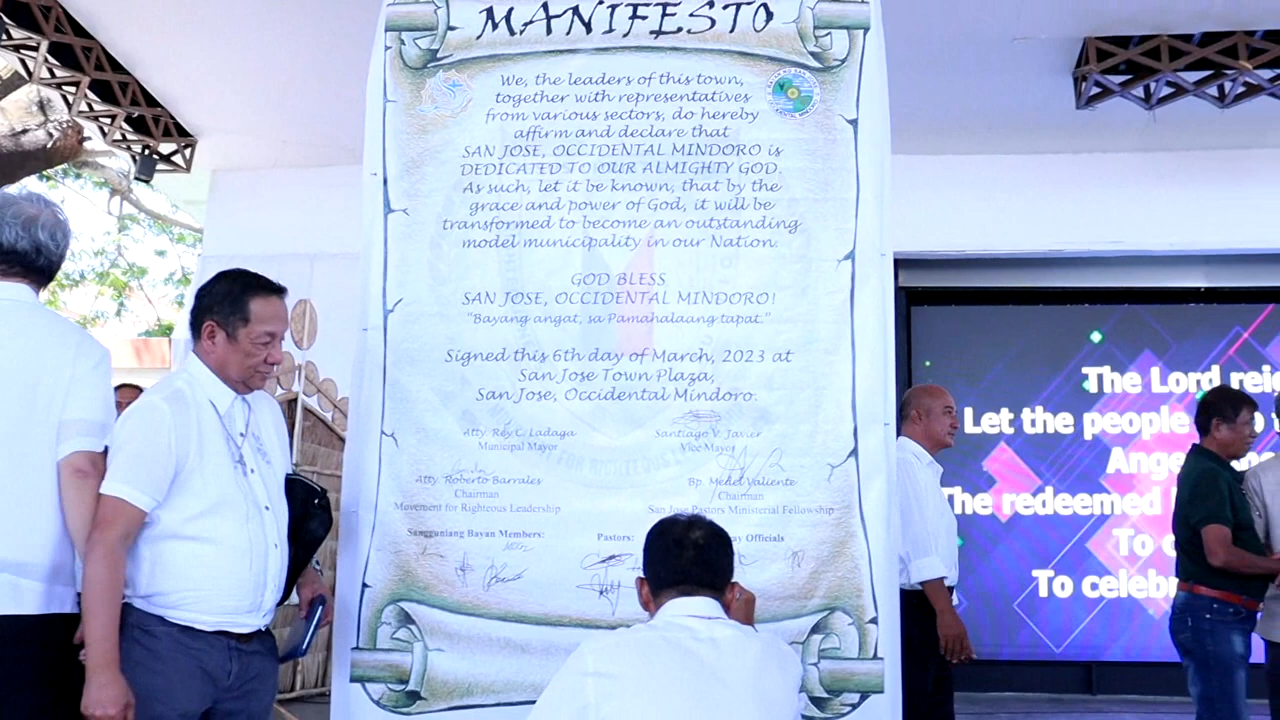 MANIFESTO
We, the leaders of this town,
together with representatives
from various sectors, do hereby
affirm and declare that
SAN JOSE, OCCIDENTAL MINDORO is
DEDICATED TO OUR ALMIGHTY GOD.
As such, let it be known, that by the
grace and power of God, it will be
transformed to become an outstanding
model municipality in our Nation.
GOD BLESS
SAN JOSE, OCCIDENTAL MINDORO!
"Bayang angat, sa Pamahalaang tapat."
Signed this 6th day of March, 2023 at
San Jose Town Plaza,
San Jose, Occidental Mindoro.
Atty. Rey C. Ladaga Santiago V. Javier
Municipal Mayor Vice Mayor
Atty. Roberto Barrales Bp. Medel Valiente
Chairman Chairman
Movement for Righteous Leadership San Jose Pastors Ministerial Fellowship
Sangguniang Bayan Members: Pastors: Officials
The Lord
Let the people
The redeemed
To
To